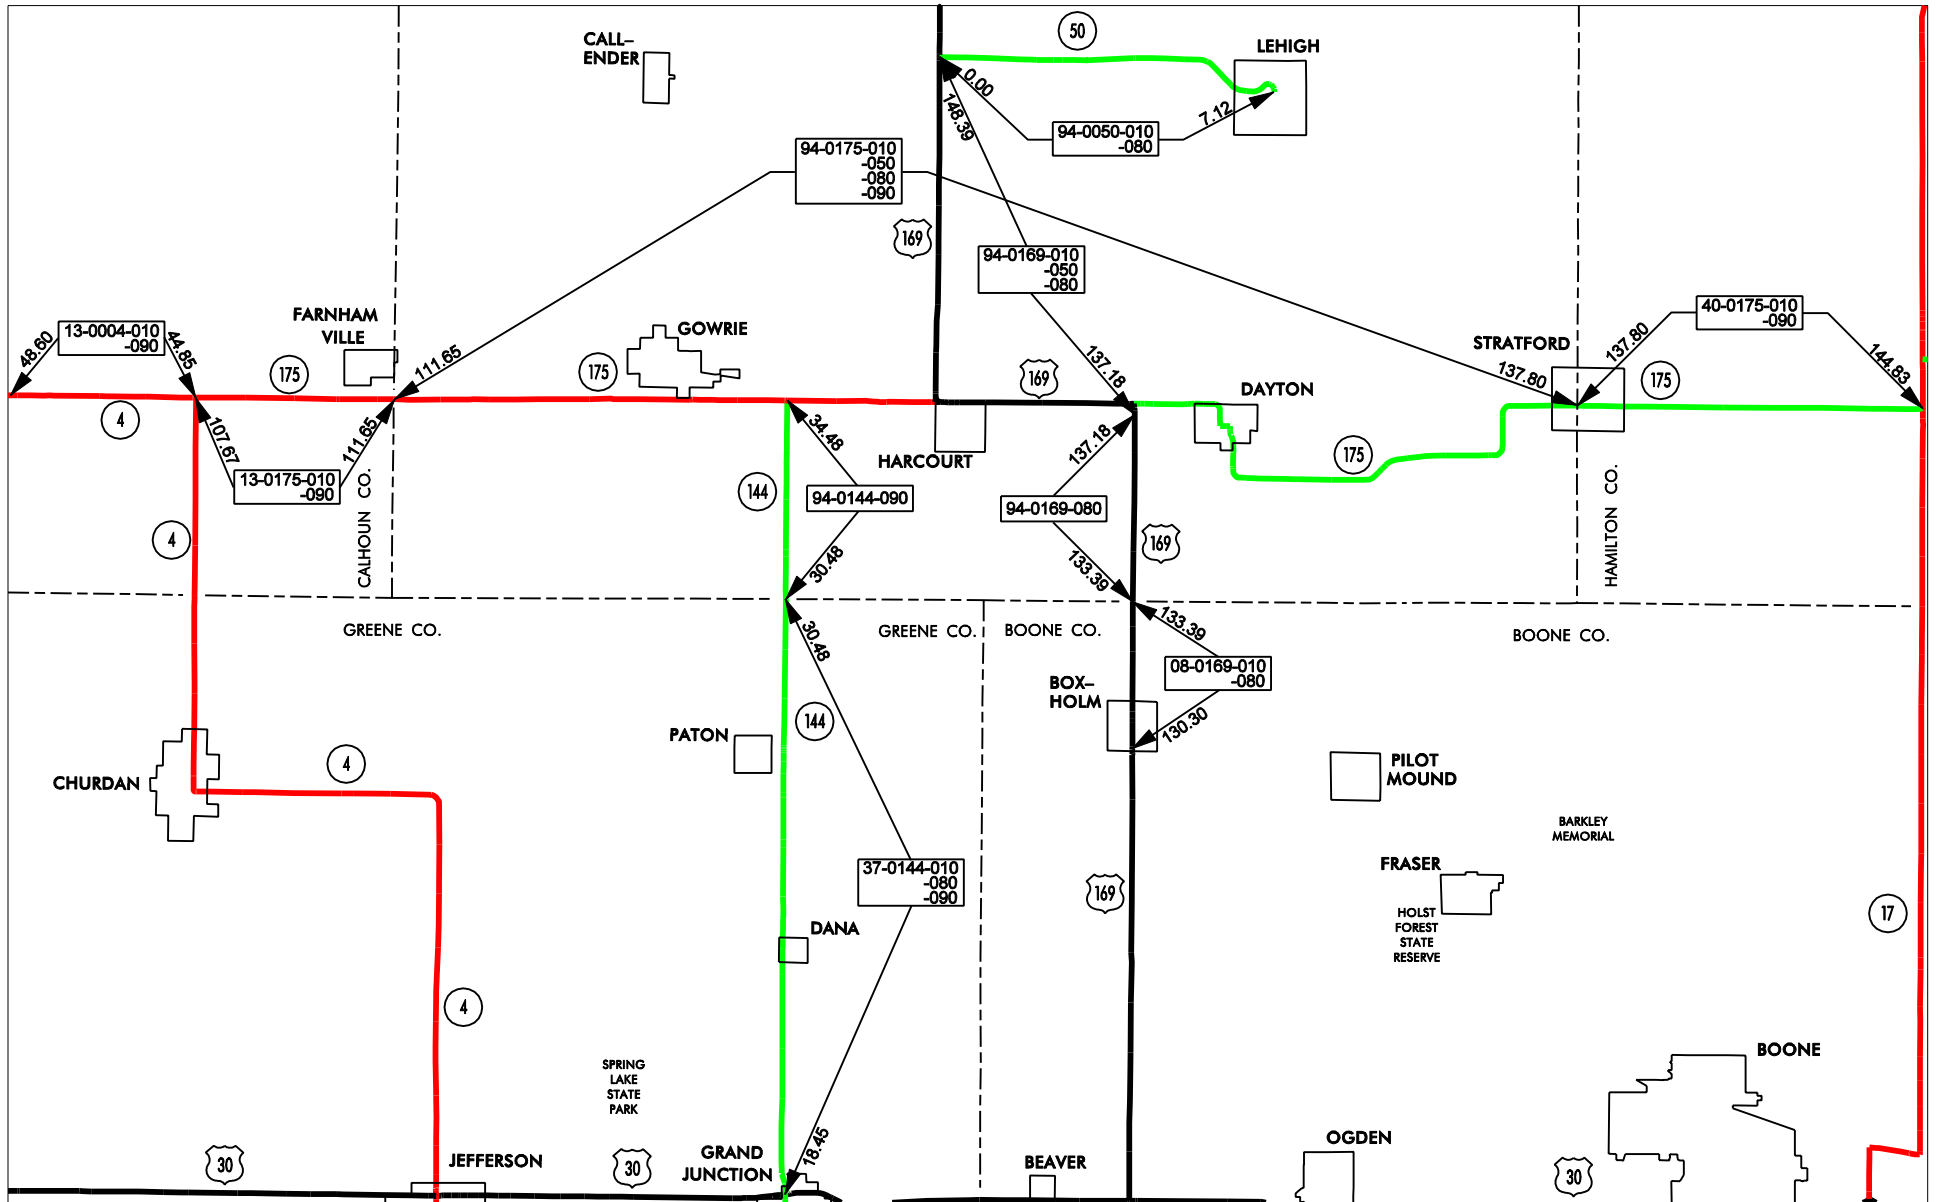 CALL–
ENDER
50
LEHIGH
0.00
148.39
7.12
94-0050-010
-080
94-0175-010
-050
-080
-090
169
94-0169-010
-050
-080
FARNHAM
VILLE
GOWRIE
13-0004-010
-090
48.60
44.85
175
111.65
175
137.18
169
DAYTON
STRATFORD
137.80
137.80
40-0175-010
-090
175
144.83
4
107.67
111.65
13-0175-010
-090
CALHOUN CO.
34.48
HARCOURT
137.18
175
144
94-0144-090
94-0169-080
4
30.48
133.39
169
HAMILTON CO.
GREENE CO.
30.48
GREENE CO.
BOONE CO.
133.39
BOONE CO.
08-0169-010
-080
BOX–
HOLM
130.30
PATON
144
CHURDAN
4
PILOT
MOUND
BARKLEY
MEMORIAL
37-0144-010
-080
-090
169
FRASER
HOLST
FOREST
STATE
RESERVE
17
DANA
4
SPRING
LAKE
STATE
PARK
BOONE
18.45
30
JEFFERSON
30
GRAND
JUNCTION
BEAVER
OGDEN
30